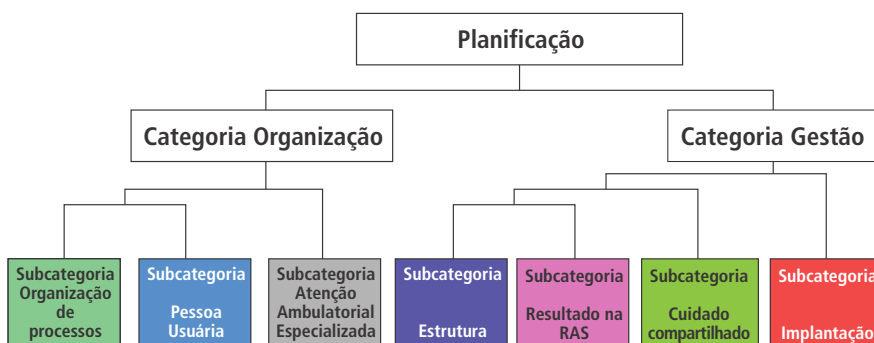 Planificação
Categoria Organização
Categoria Gestão
Subcategoria
Organização
de
processos
Subcategoria
Pessoa
Usuária
Subcategoria
Atenção
Ambulatorial
Especializada
Subcategoria
Estrutura
Subcategoria
Resultado na
RAS
Subcategoria
Cuidado
compartilhado
Subcategoria
Implantação